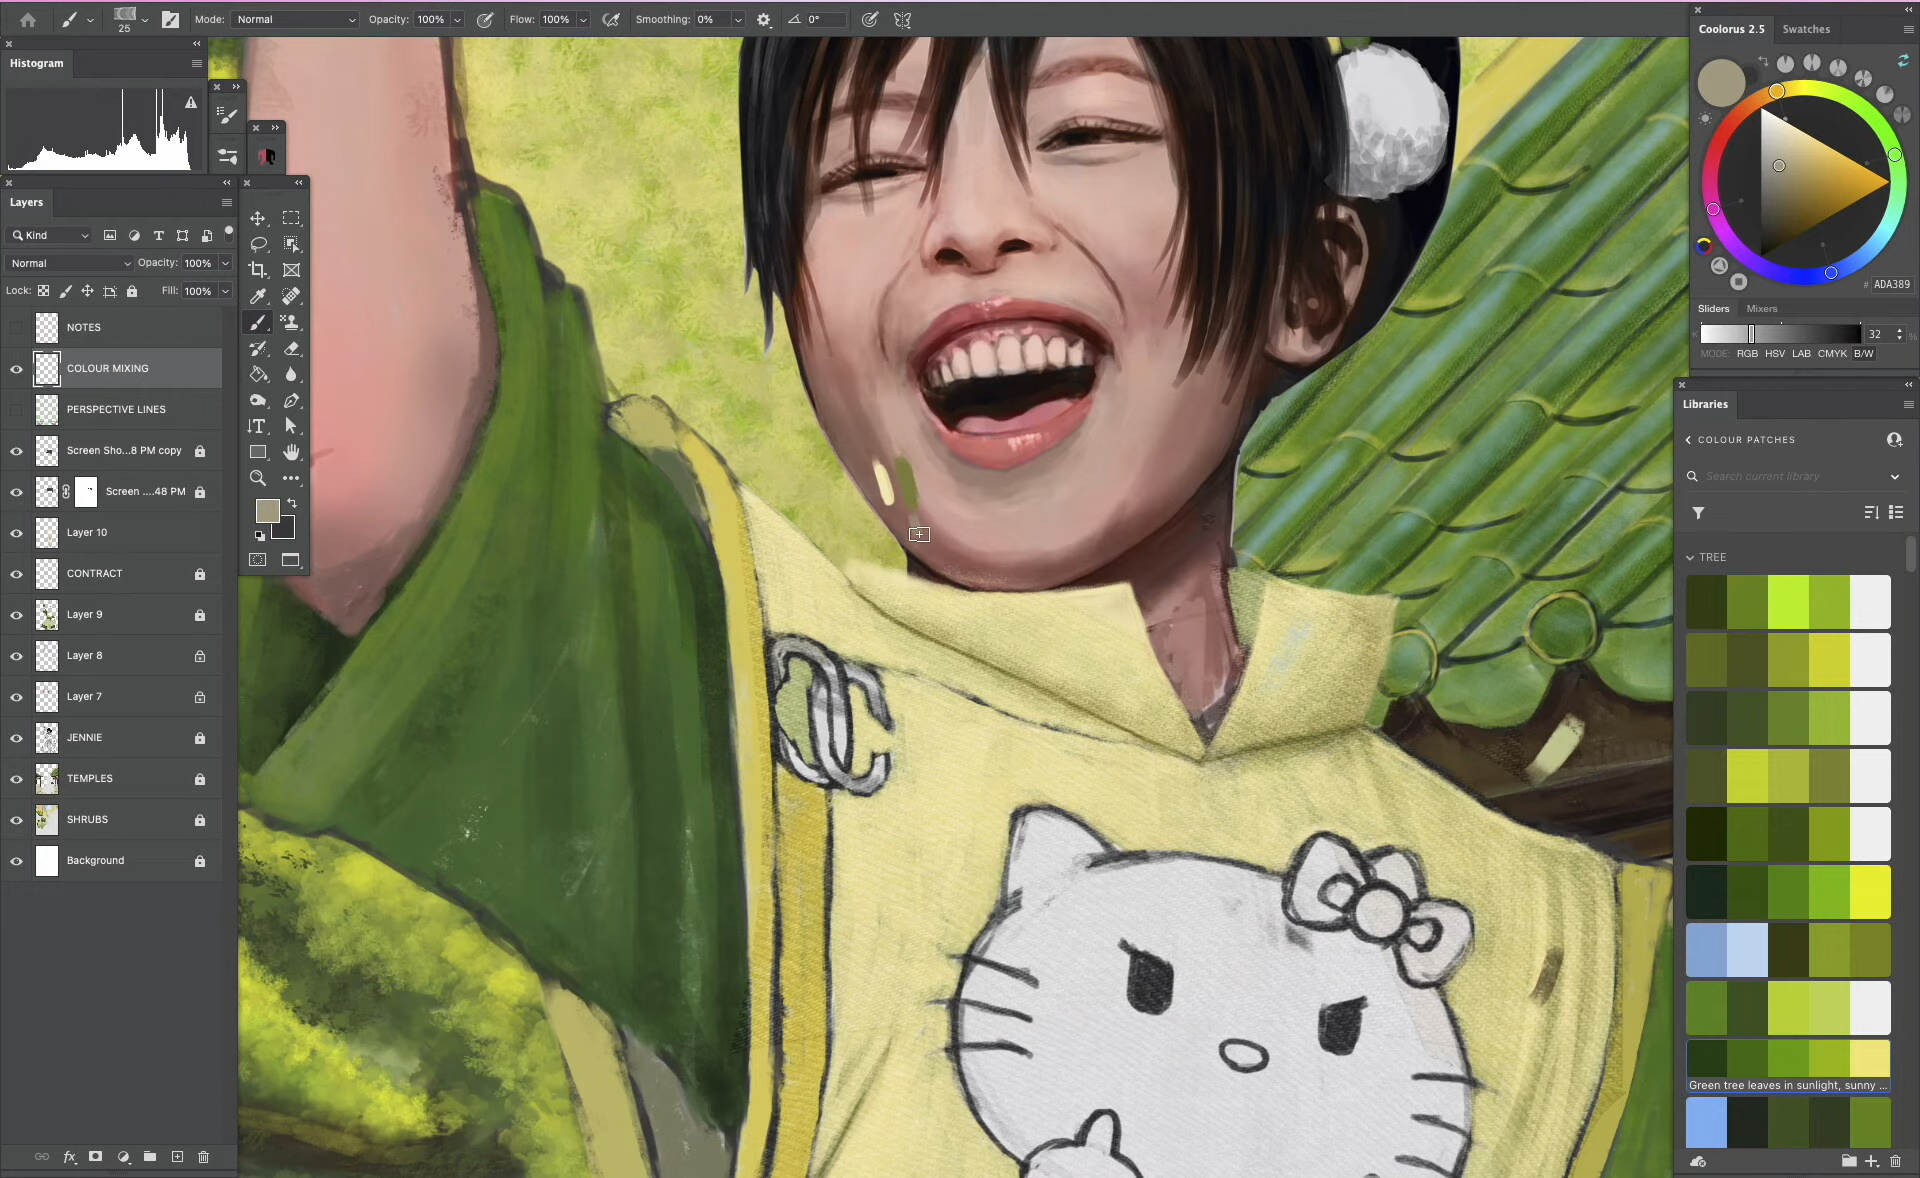 Mode: Normal Opacity: 100% Flow: 100% Smoothing: 0% 0°
25
Histogram
Layers
Kind
Normal Opacity: 100%
Lock: Fill: 100%
NOTES
COLOUR MIXING
PERSPECTIVE LINES
Screen Sho...8 PM copy
Screen ....48 PM
Layer 10
CONTRACT
Layer 9
Layer 8
Layer 7
JENNIE
TEMPLES
SHRUBS
Background
fx
Coolorus 2.5 Swatches
# ADA389
Sliders Mixers
32 %
MODE: RGB HSV LAB CMYK B/W
Libraries
COLOUR PATCHES
Search current library
TREE
Green tree leaves in sunlight, sunny ...